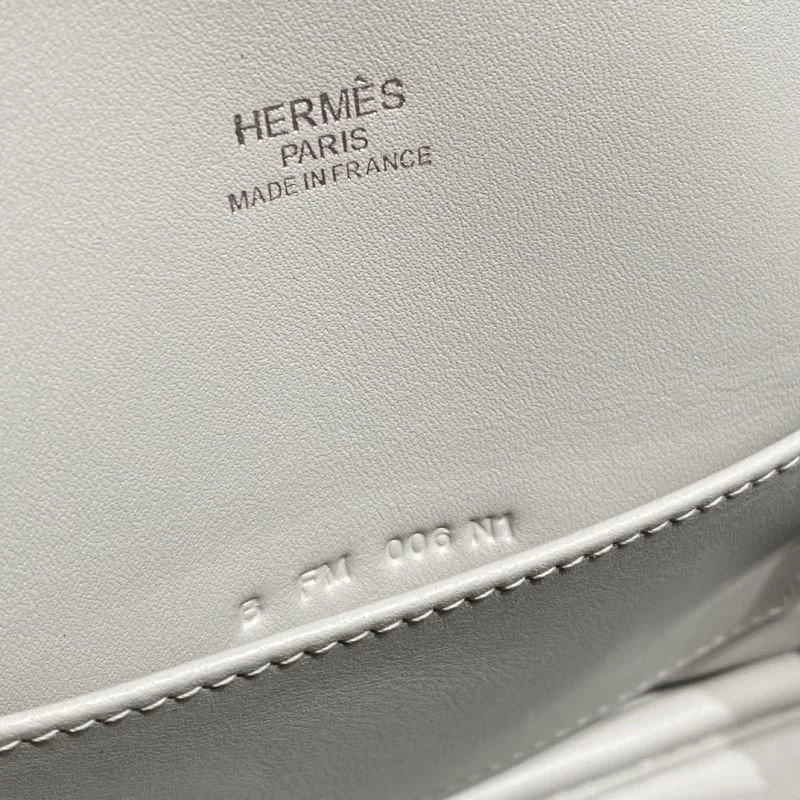 HERMÈS
PARIS
MADE IN FRANCE
FM 006 N1